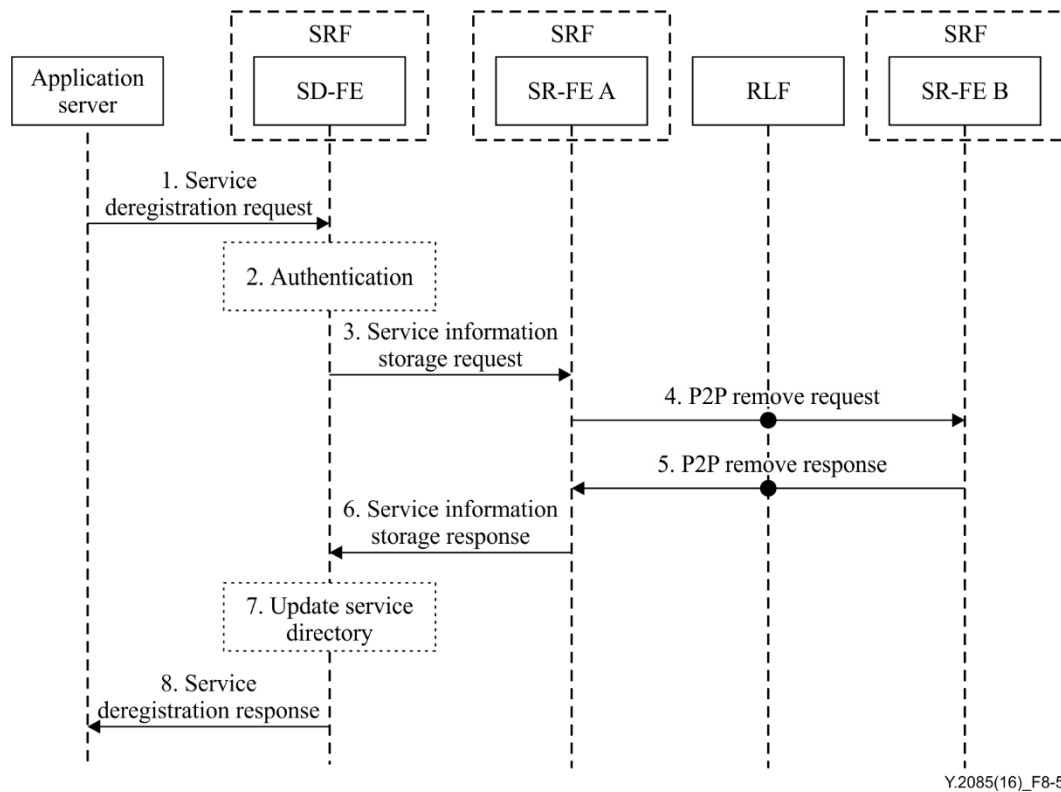 SRF
SRF
SRF
Application
server
SD-FE
SR-FE A
RLF
SR-FE B
1. Service
deregistration request
2. Authentication
3. Service information
storage request
4. P2P remove request
5. P2P remove response
6. Service information
storage response
7. Update service
directory
8. Service
deregistration response
Y.2085(16)_F8-5